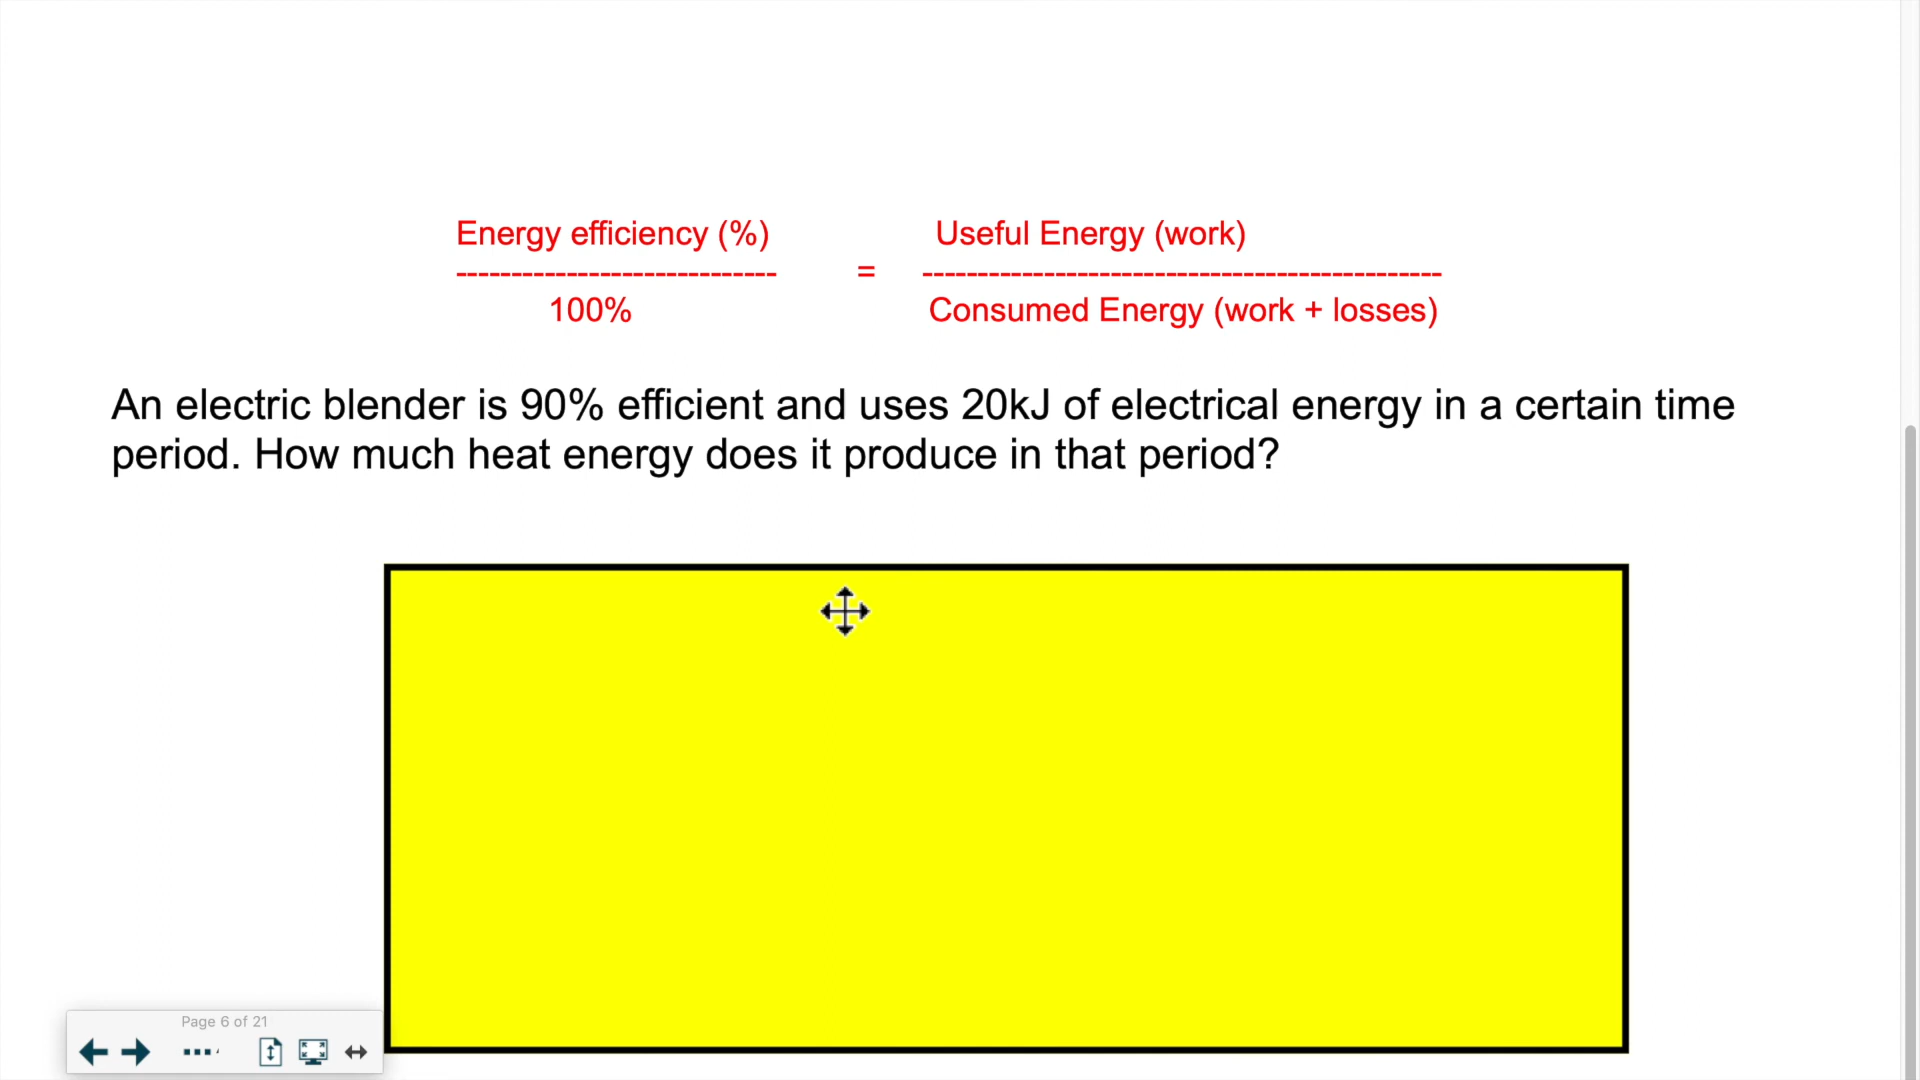 Energy efficiency (%) Useful Energy (work)
----------------------------- = -----------------------------------------------
100% Consumed Energy (work + losses)
An electric blender is 90% efficient and uses 20kJ of electrical energy in a certain time
period. How much heat energy does it produce in that period?
Page 6 of 21